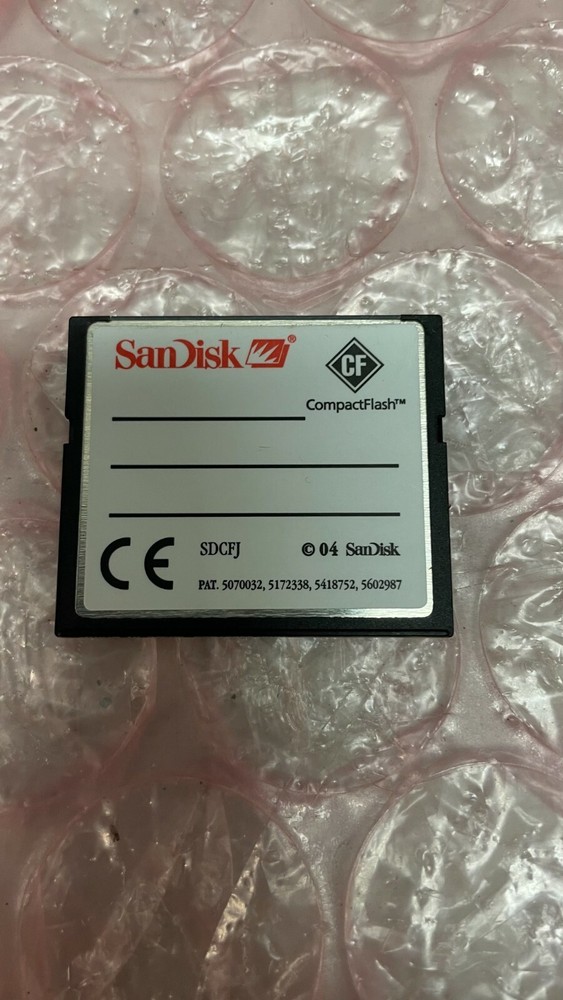 SanDisk®
CF
CompactFlash™
CE SDCFJ © 04 SanDisk
PAT. 5070032, 5172338, 5418752, 5602987